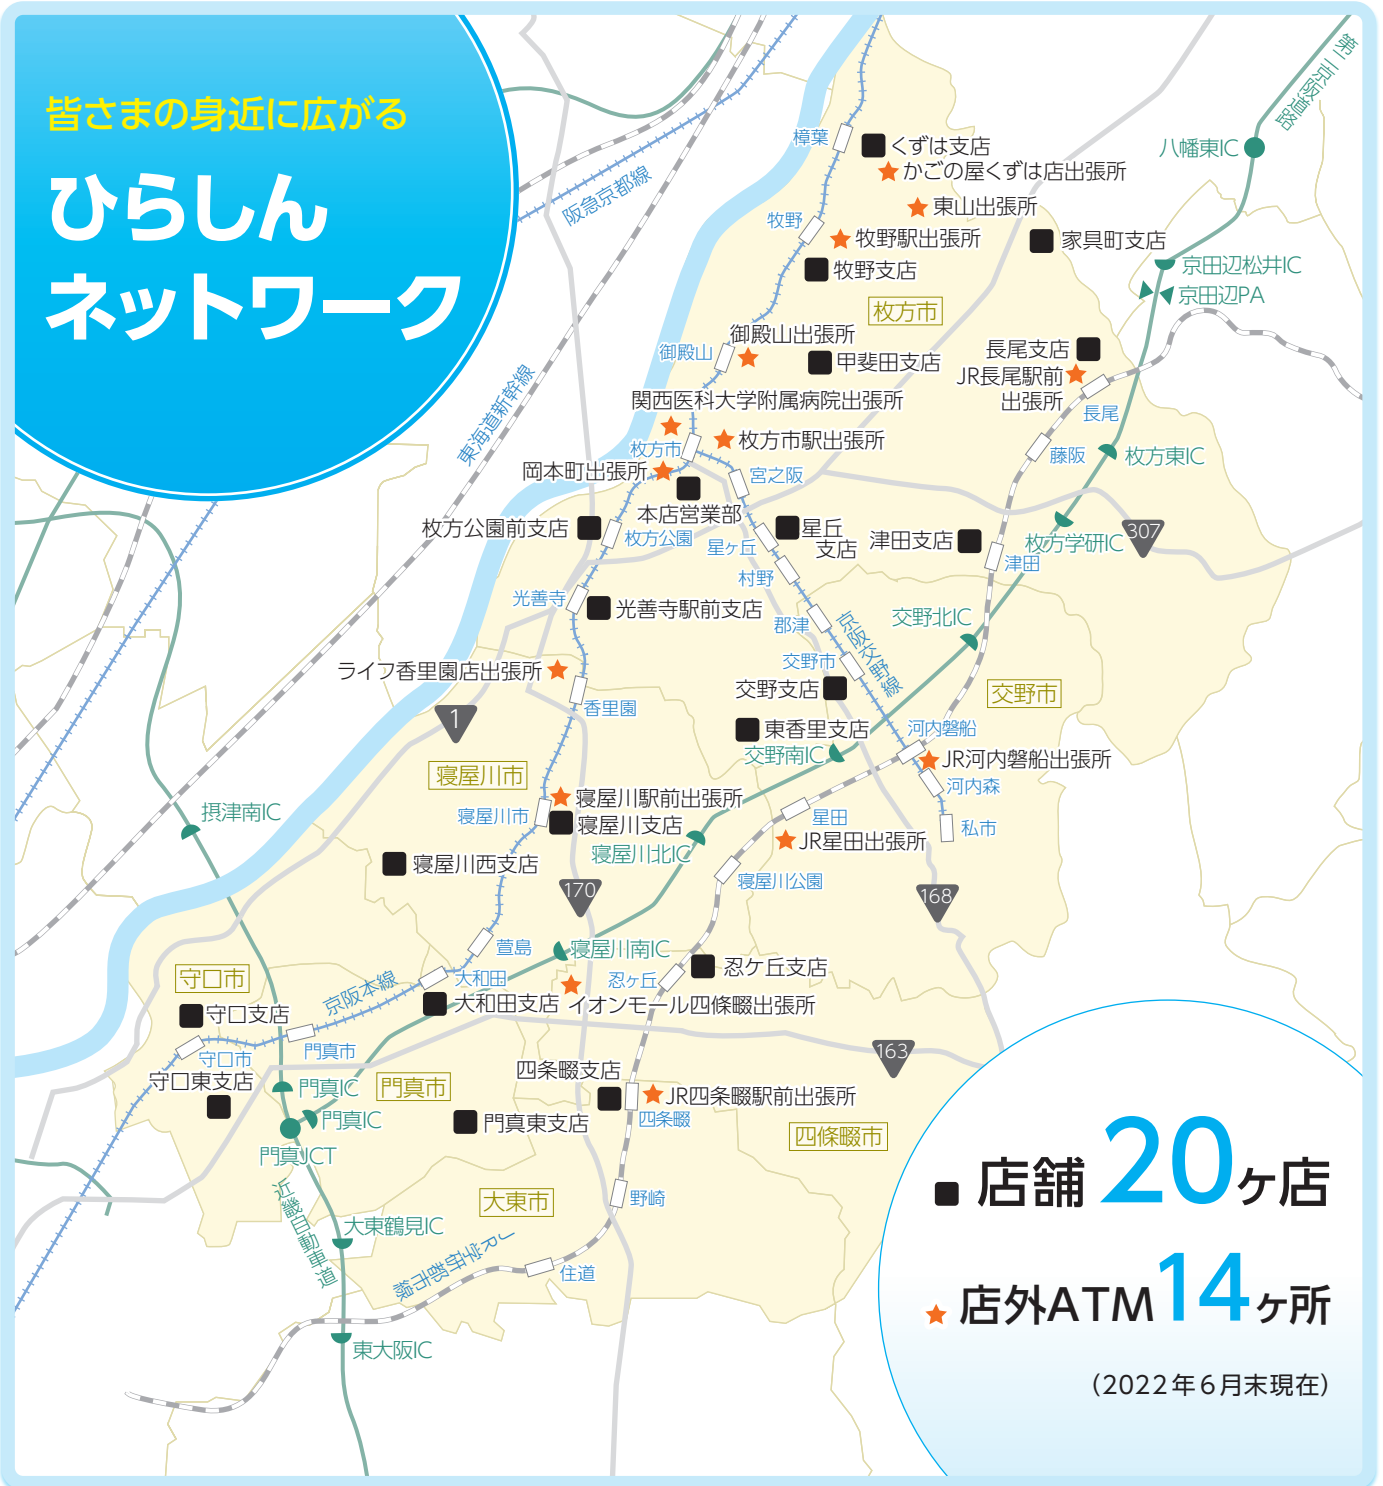 皆さまの身近に広がる
ひらしん
ネットワーク
第二京阪道路
八幡東IC
樟葉
くずは支店
かごの屋くずは店出張所
阪急京都線
東山出張所
牧野
牧野駅出張所
家具町支店
牧野支店
京田辺松井IC
京田辺PA
枚方市
御殿山出張所
御殿山
甲斐田支店
長尾支店
JR長尾駅前
出張所
長尾
東海道新幹線
関西医科大学附属病院出張所
枚方市
枚方市駅出張所
藤阪
枚方東IC
岡本町出張所
宮之阪
本店営業部
枚方公園前支店
枚方公園
星ヶ丘
星丘
支店
津田支店
枚方学研IC
307
津田
村野
光善寺
光善寺駅前支店
郡津
京阪交野線
交野北IC
ライフ香里園店出張所
交野市
交野支店
交野市
香里園
1
東香里支店
河内磐船
交野南IC
JR河内磐船出張所
寝屋川市
河内森
寝屋川駅前出張所
摂津南IC
寝屋川市
寝屋川支店
星田
私市
JR星田出張所
寝屋川北IC
寝屋川西支店
寝屋川公園
170
168
萱島
寝屋川南IC
忍ケ丘支店
守口市
京阪本線
大和田
忍ヶ丘
大和田支店
イオンモール四條畷出張所
守口支店
門真市
守口市
163
四条畷支店
守口東支店
門真IC
門真市
JR四条畷駅前出張所
門真IC
門真東支店
四条畷
四條畷市
門真JCT
近畿自動車道
大東市
野崎
大東鶴見IC
JR学研都市線
住道
東大阪IC
店舗20ヶ店
店外ATM14ヶ所
(2022年6月末現在)